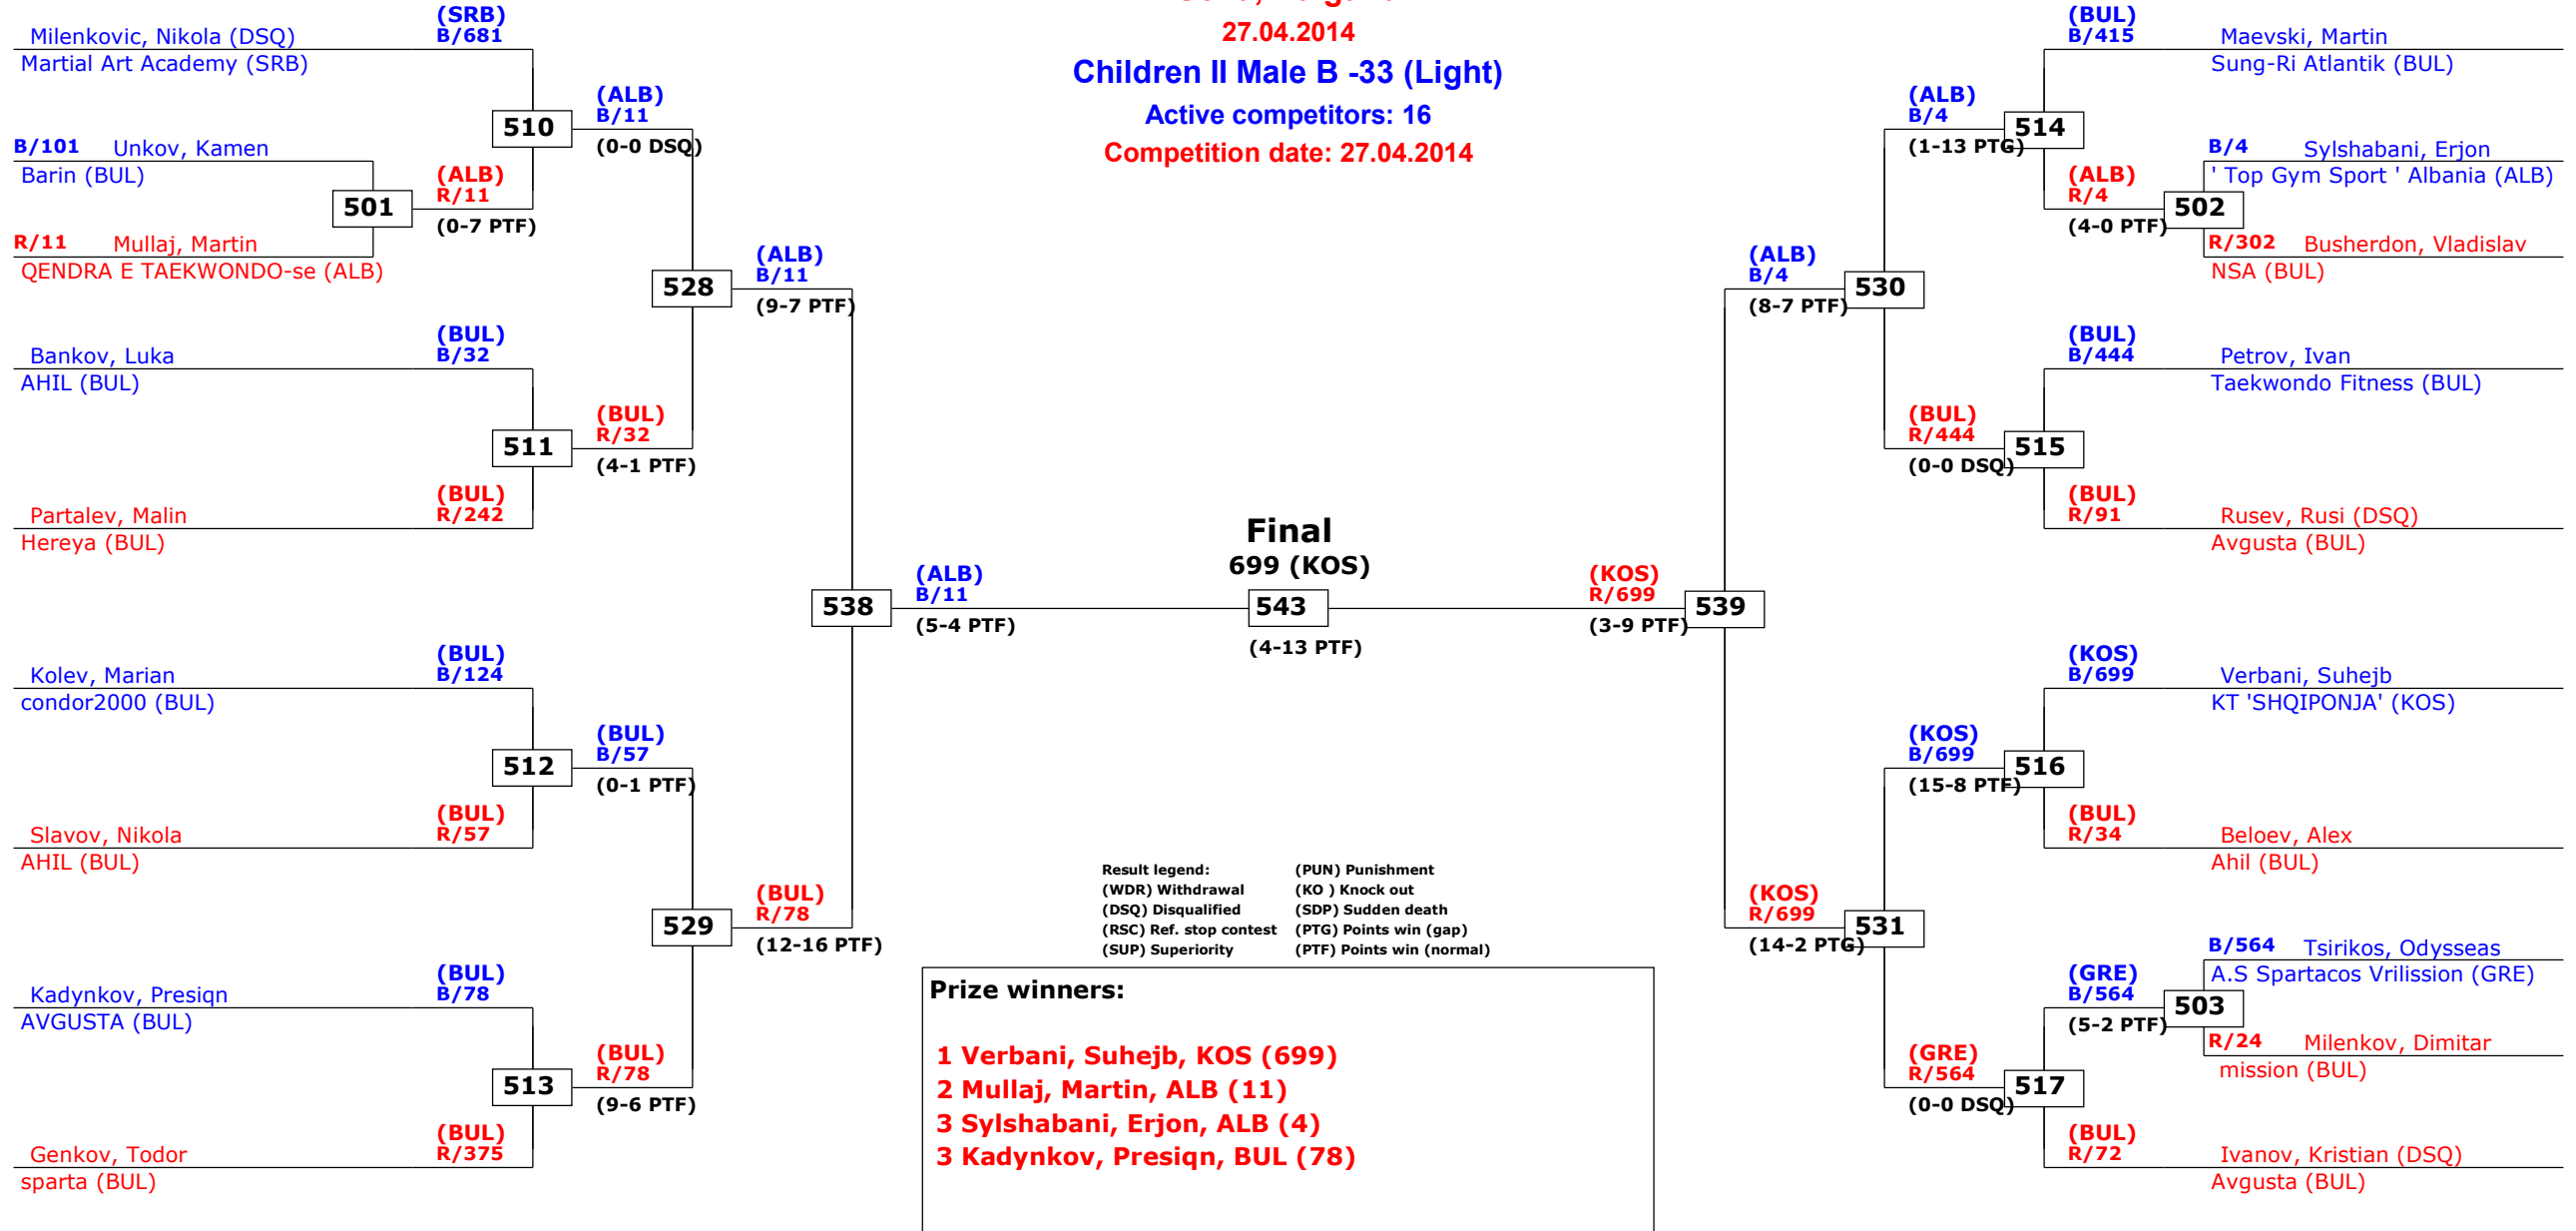 27.04.2014
Children II Male B -33 (Light)
Active competitors: 16
Competition date: 27.04.2014
(SRB)
Milenkovic, Nikola (DSQ) B/681
Martial Art Academy (SRB)
510
(ALB)
B/11
(0-0 DSQ)
B/101 Unkov, Kamen
Barin (BUL)
501
(ALB)
R/11
(0-7 PTF)
R/11 Mullaj, Martin
QENDRA E TAEKWONDO-se (ALB)
528
(ALB)
B/11
(9-7 PTF)
(BUL)
Bankov, Luka B/32
AHIL (BUL)
511
(BUL)
R/32
(4-1 PTF)
(BUL)
Partalev, Malin R/242
Hereya (BUL)
538
(ALB)
B/11
(5-4 PTF)
(BUL)
Kolev, Marian B/124
condor2000 (BUL)
512
(BUL)
B/57
(0-1 PTF)
(BUL)
Slavov, Nikola R/57
AHIL (BUL)
529
(BUL)
R/78
(12-16 PTF)
(BUL)
Kadynkov, Presiqn B/78
AVGUSTA (BUL)
513
(BUL)
R/78
(9-6 PTF)
(BUL)
Genkov, Todor R/375
sparta (BUL)
Final
699 (KOS)
543
(4-13 PTF)
(BUL)
B/415 Maevski, Martin
Sung-Ri Atlantik (BUL)
(ALB)
B/4
514
(1-13 PTG)
B/4 Sylshabani, Erjon
' Top Gym Sport ' Albania (ALB)
(ALB)
R/4
502
(4-0 PTF)
R/302 Busherdon, Vladislav
NSA (BUL)
(ALB)
B/4
530
(8-7 PTF)
(BUL)
B/444 Petrov, Ivan
Taekwondo Fitness (BUL)
(BUL)
R/444
515
(0-0 DSQ)
(BUL)
R/91 Rusev, Rusi (DSQ)
Avgusta (BUL)
(KOS)
R/699
539
(3-9 PTF)
(KOS)
B/699 Verbani, Suhejb
KT 'SHQIPONJA' (KOS)
(KOS)
B/699
516
(15-8 PTF)
(BUL)
R/34 Beloev, Alex
Ahil (BUL)
(KOS)
R/699
531
(14-2 PTG)
B/564 Tsirikos, Odysseas
A.S Spartacos Vrilission (GRE)
(GRE)
B/564
503
(5-2 PTF)
R/24 Milenkov, Dimitar
mission (BUL)
(GRE)
R/564
517
(0-0 DSQ)
(BUL)
R/72 Ivanov, Kristian (DSQ)
Avgusta (BUL)
Result legend: (PUN) Punishment
(WDR) Withdrawal (KO ) Knock out
(DSQ) Disqualified (SDP) Sudden death
(RSC) Ref. stop contest (PTG) Points win (gap)
(SUP) Superiority (PTF) Points win (normal)
Prize winners:
1 Verbani, Suhejb, KOS (699)
2 Mullaj, Martin, ALB (11)
3 Sylshabani, Erjon, ALB (4)
3 Kadynkov, Presiqn, BUL (78)